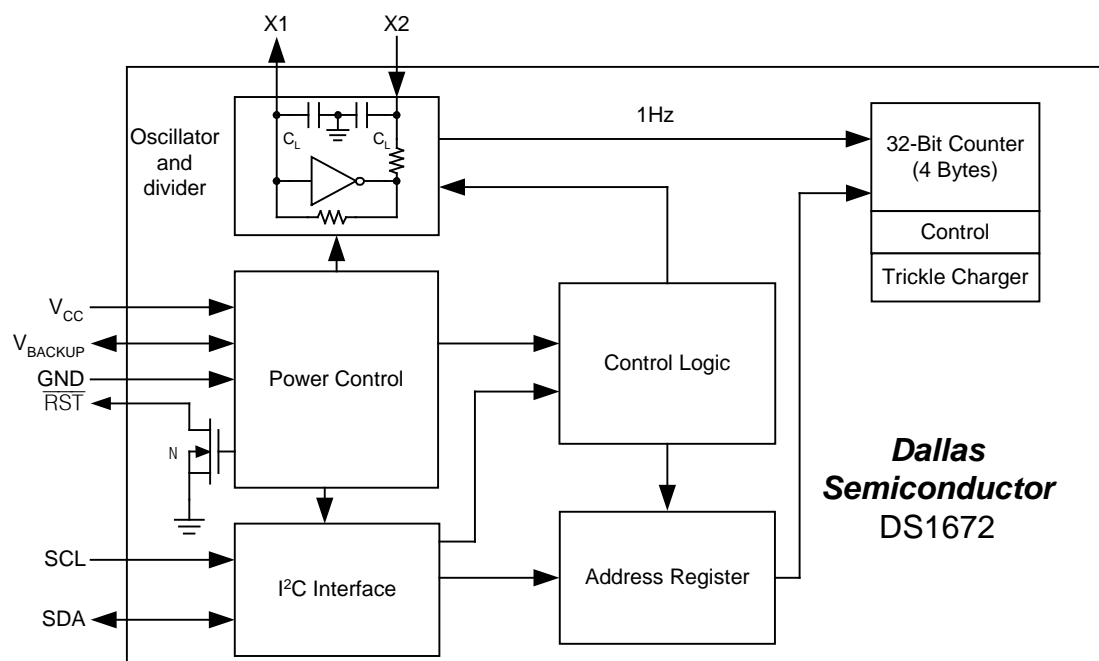 X1
X2
Oscillator
and
divider
C_L
C_L
1Hz
32-Bit Counter
(4 Bytes)
Control
Trickle Charger
V_CC
V_BACKUP
GND
R̅S̅T̅
N
Power Control
Control Logic
Dallas
Semiconductor
DS1672
SCL
SDA
I²C Interface
Address Register